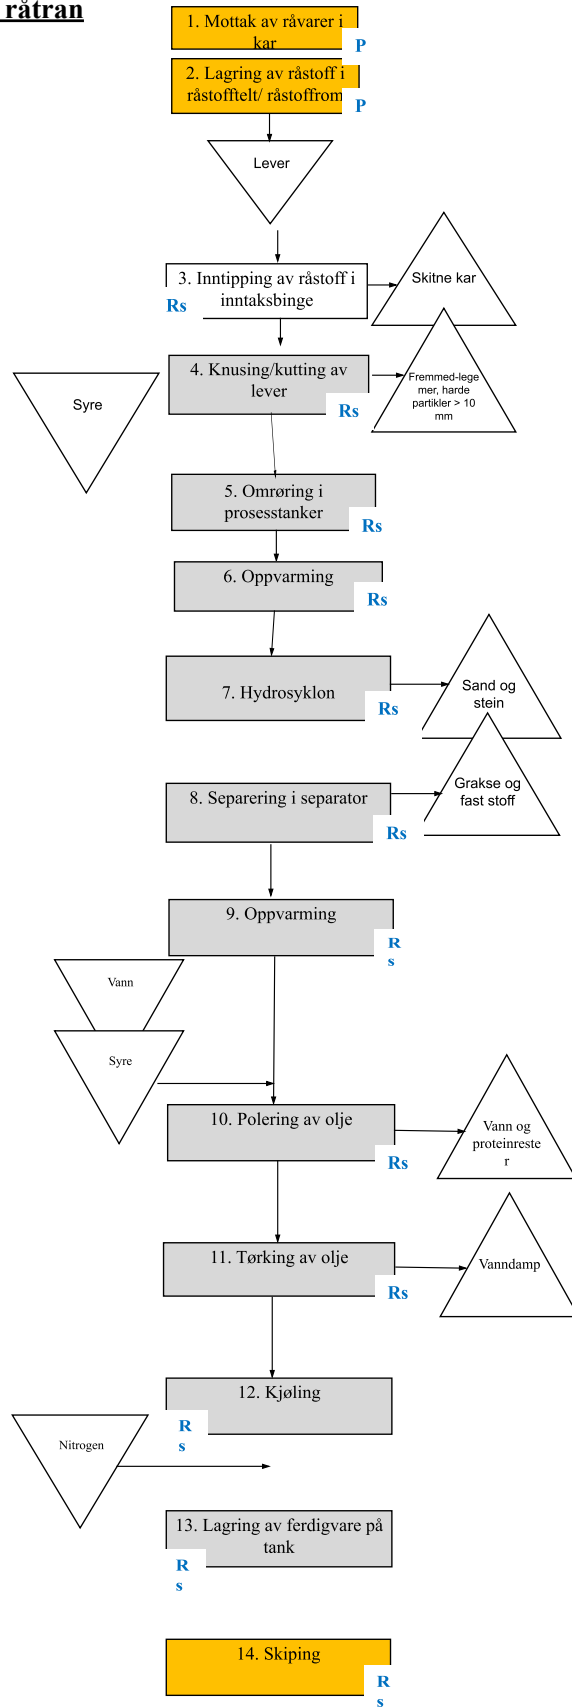 råtran
1. Mottak av råvarer i
kar
P
2. Lagring av råstoff i
råstofftelt/ råstoffrom
P
Lever
3. Inntipping av råstoff i
inntaksbinge
Rs
Skitne kar
4. Knusing/kutting av
lever
Rs
Fremmed-lege
mer, harde
partikler > 10
mm
Syre
5. Omrøring i
prosesstanker
Rs
6. Oppvarming
Rs
7. Hydrosyklon
Rs
Sand og
stein
8. Separering i separator
Rs
Grakse og
fast stoff
9. Oppvarming
R
s
Vann
Syre
10. Polering av olje
Rs
Vann og
proteinreste
r
11. Tørking av olje
Rs
Vanndamp
12. Kjøling
R
s
Nitrogen
13. Lagring av ferdigvare på
tank
R
s
14. Skiping
R
s